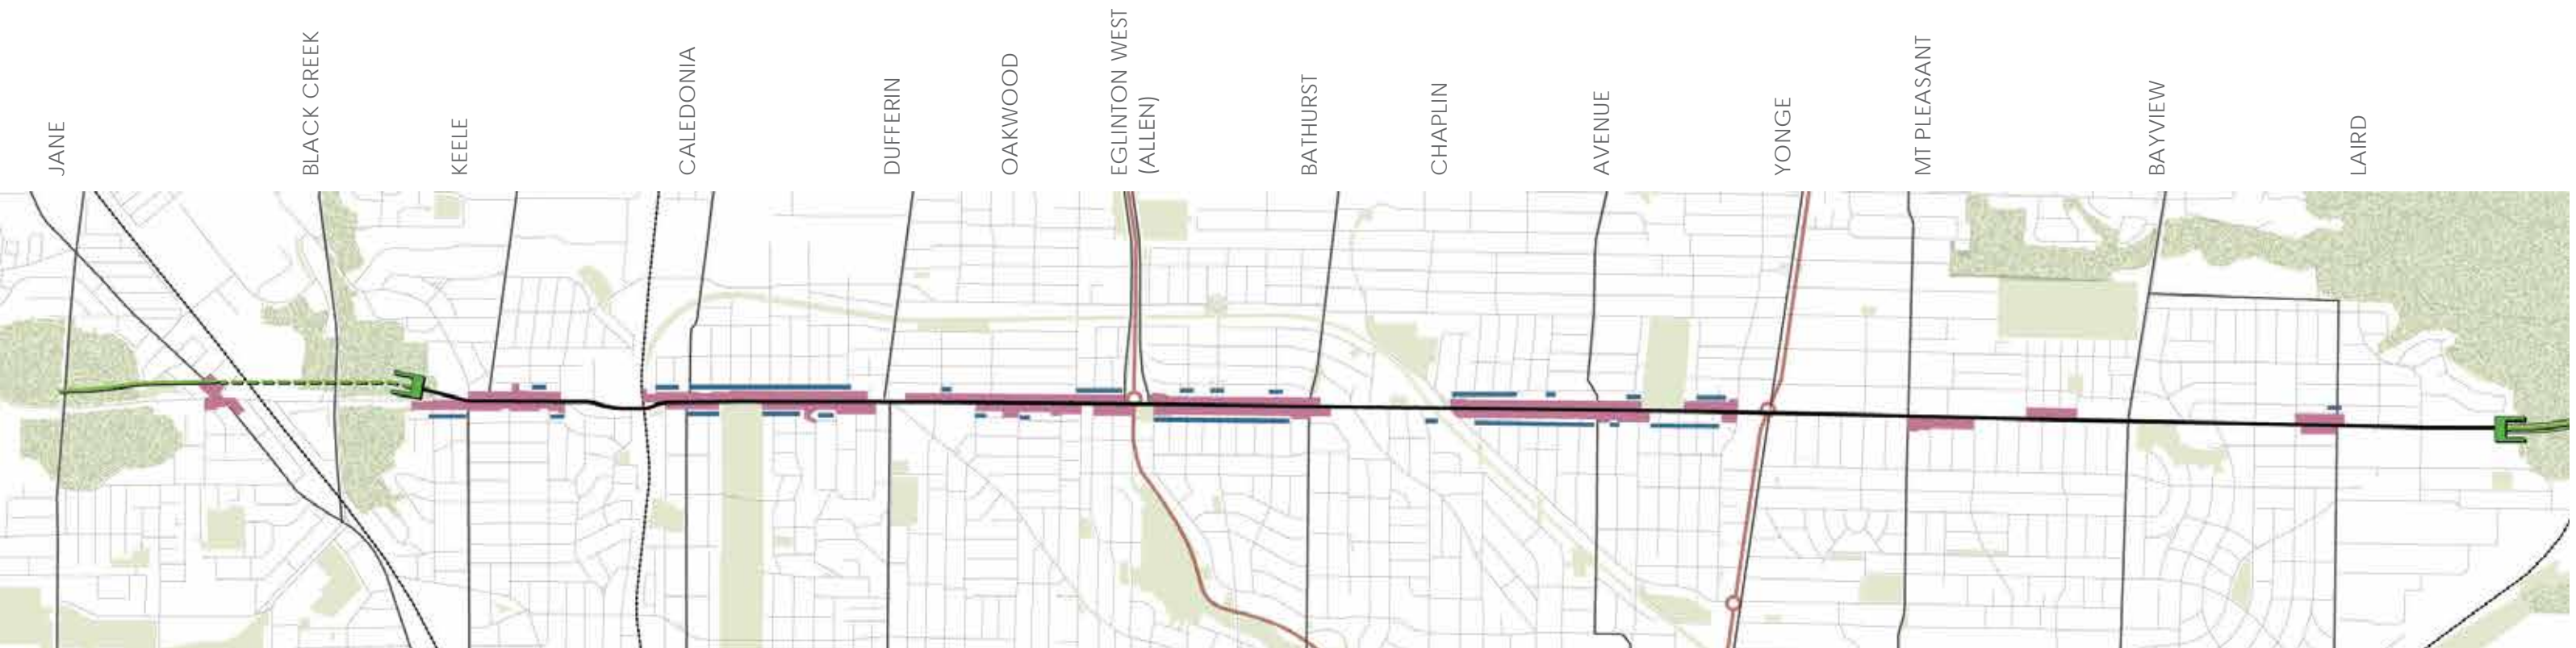 JANE
BLACK CREEK
KEELE
CALEDONIA
DUFFERIN
OAKWOOD
EGLINTON WEST
(ALLEN)
BATHURST
CHAPLIN
AVENUE
YONGE
MT PLEASANT
BAYVIEW
LAIRD